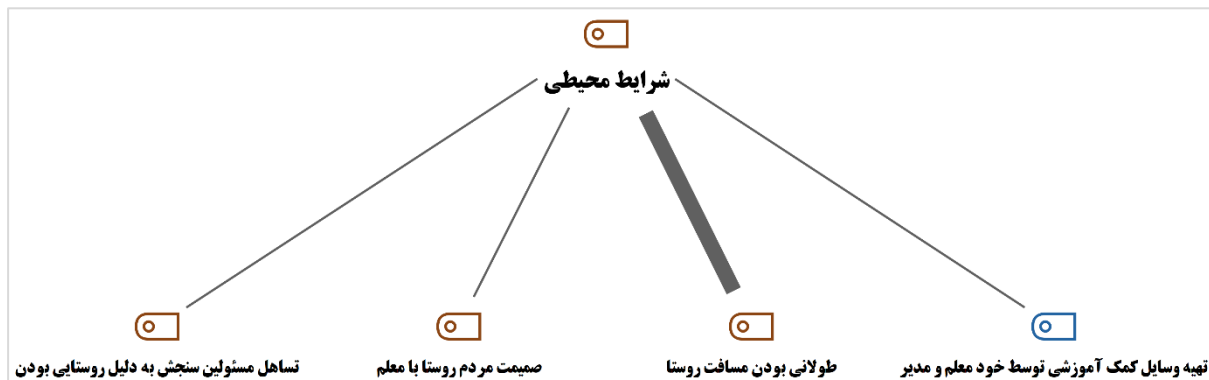 شرایط محیطی
تهیه وسایل کمک آموزشی توسط خود معلم و مدیر
طولانی بودن مسافت روستا
صمیمت مردم روستا با معلم
تساهل مسئولین سنجش به دلیل روستایی بودن